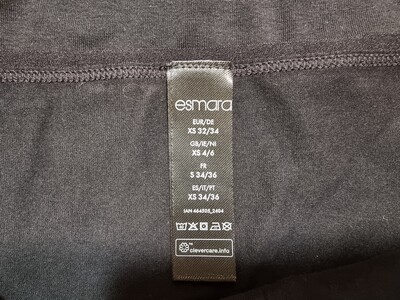 esmara
EUR/DE
XS 32/34
GB/IE/NI
XS 4/6
FR
S 34/36
ES/IT/PT
XS 34/36
IAN 464508_2404
clevercare.info